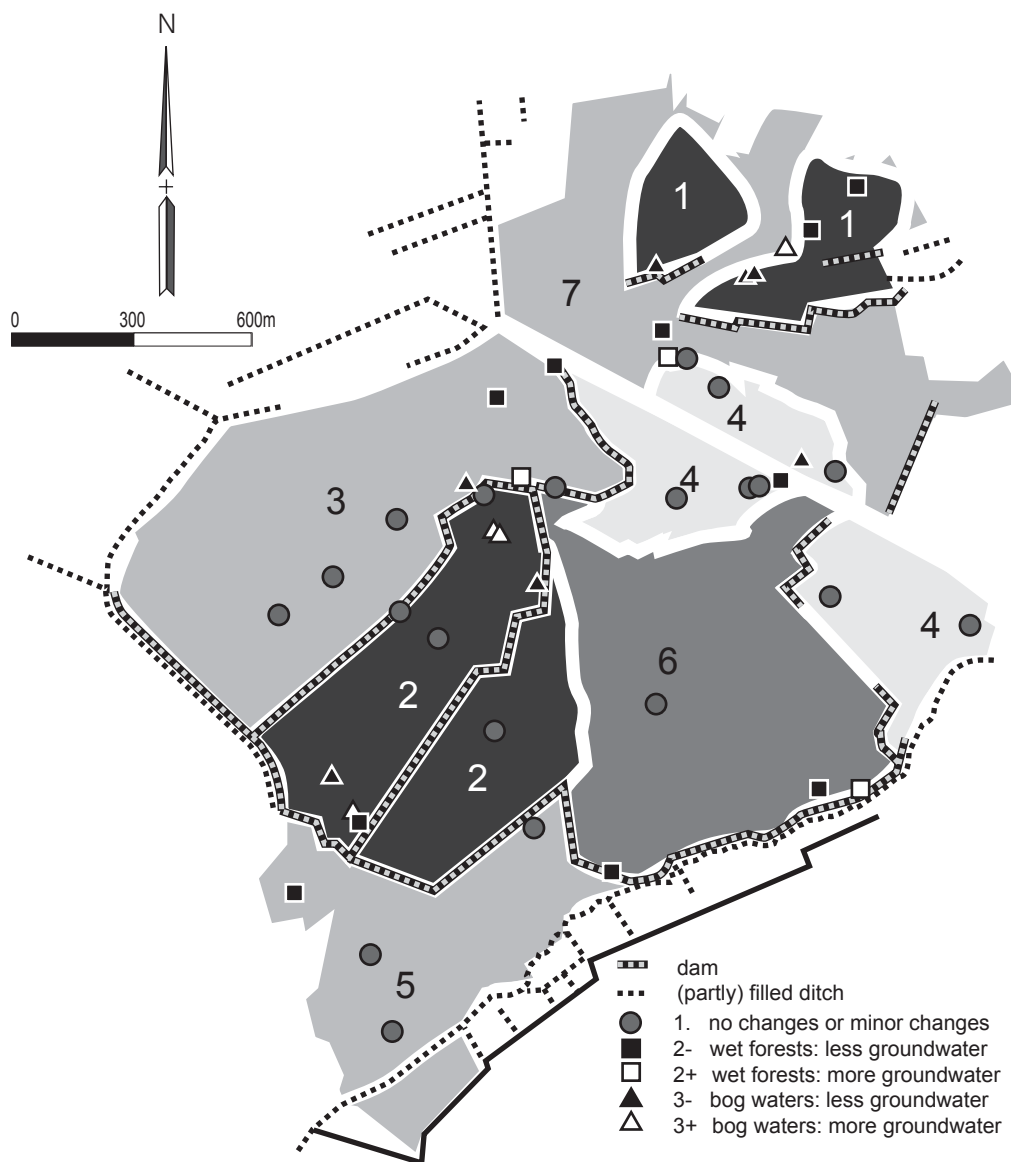 N
0 300 600m
1
1
7
4
3
4
4
2
6
2
5
dam
(partly) filled ditch
1. no changes or minor changes
2- wet forests: less groundwater
2+ wet forests: more groundwater
3- bog waters: less groundwater
3+ bog waters: more groundwater